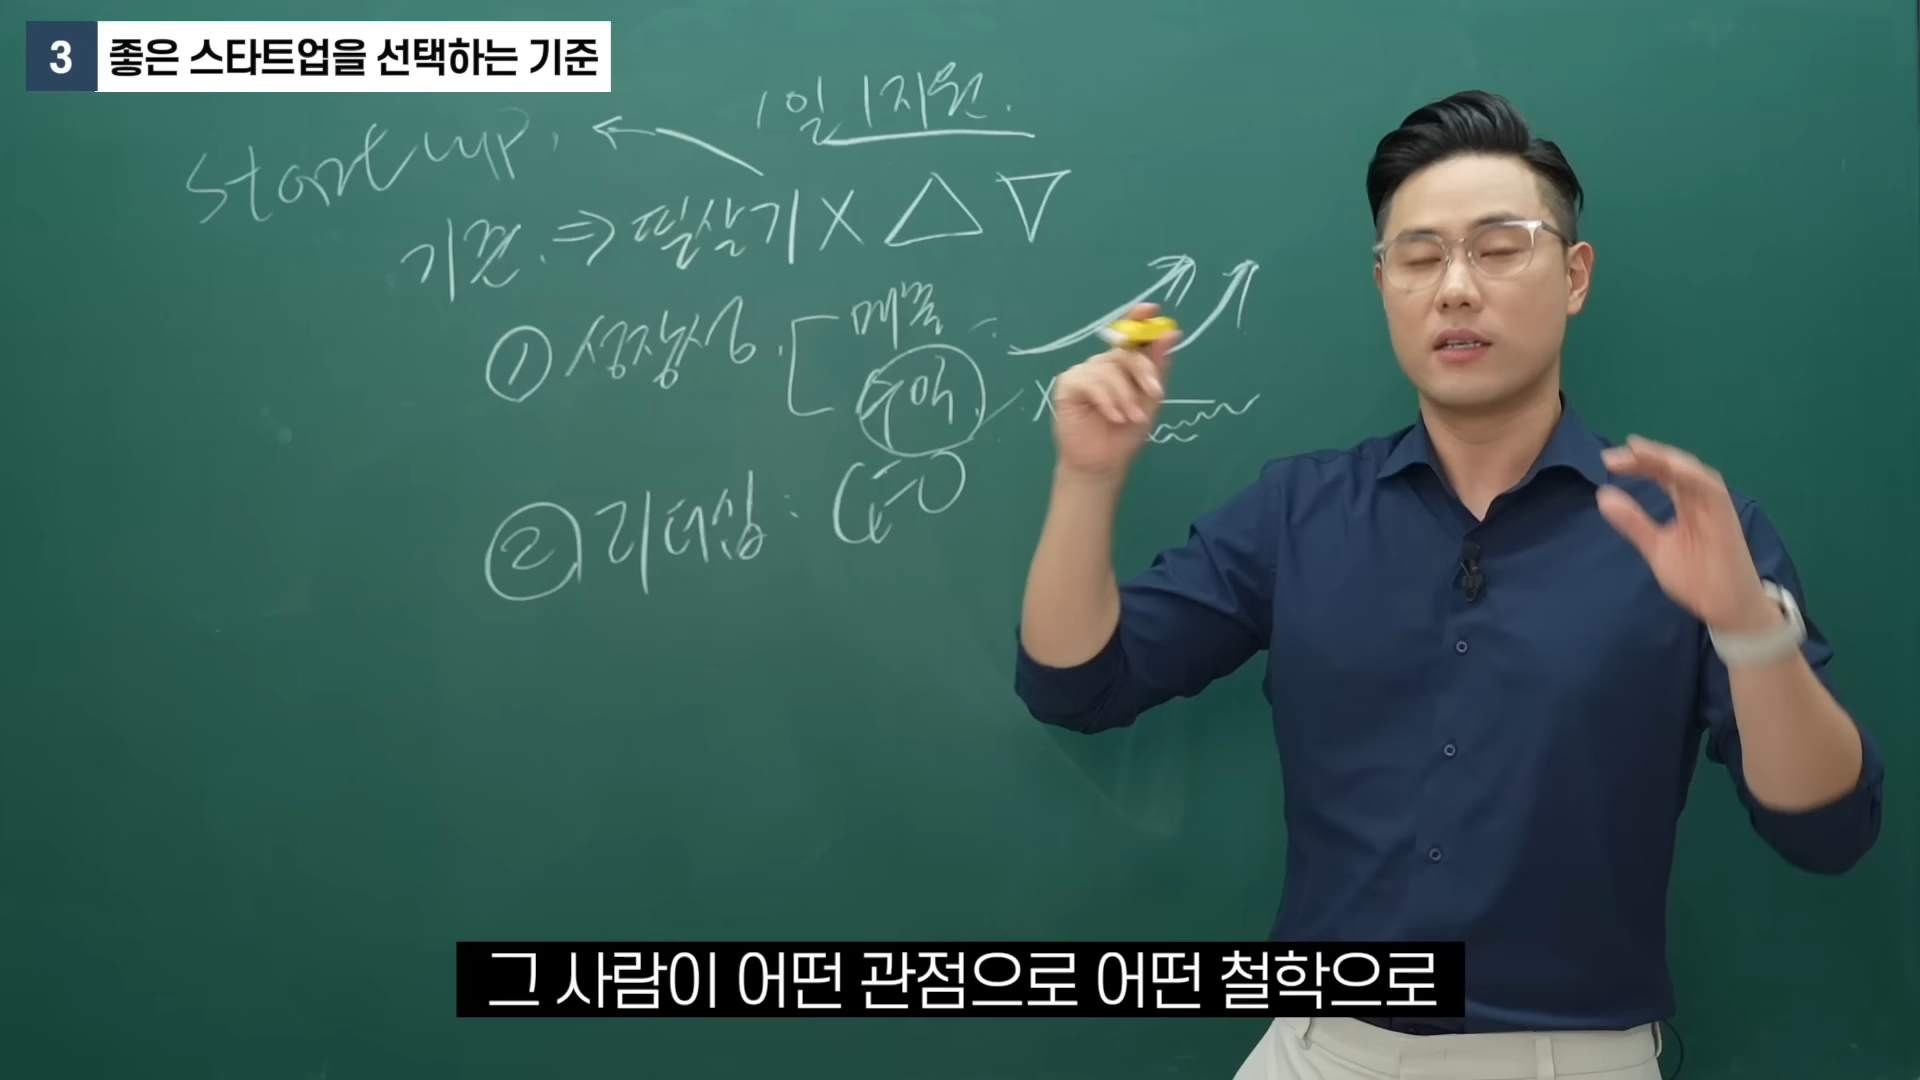 3 좋은 스타트업을 선택하는 기준
1일 1지원.
Startup.
기준. ⇒ 필살기 X △ ▽
① 성장성. 매출
수익 X
② 리더십 : CEO
그 사람이 어떤 관점으로 어떤 철학으로